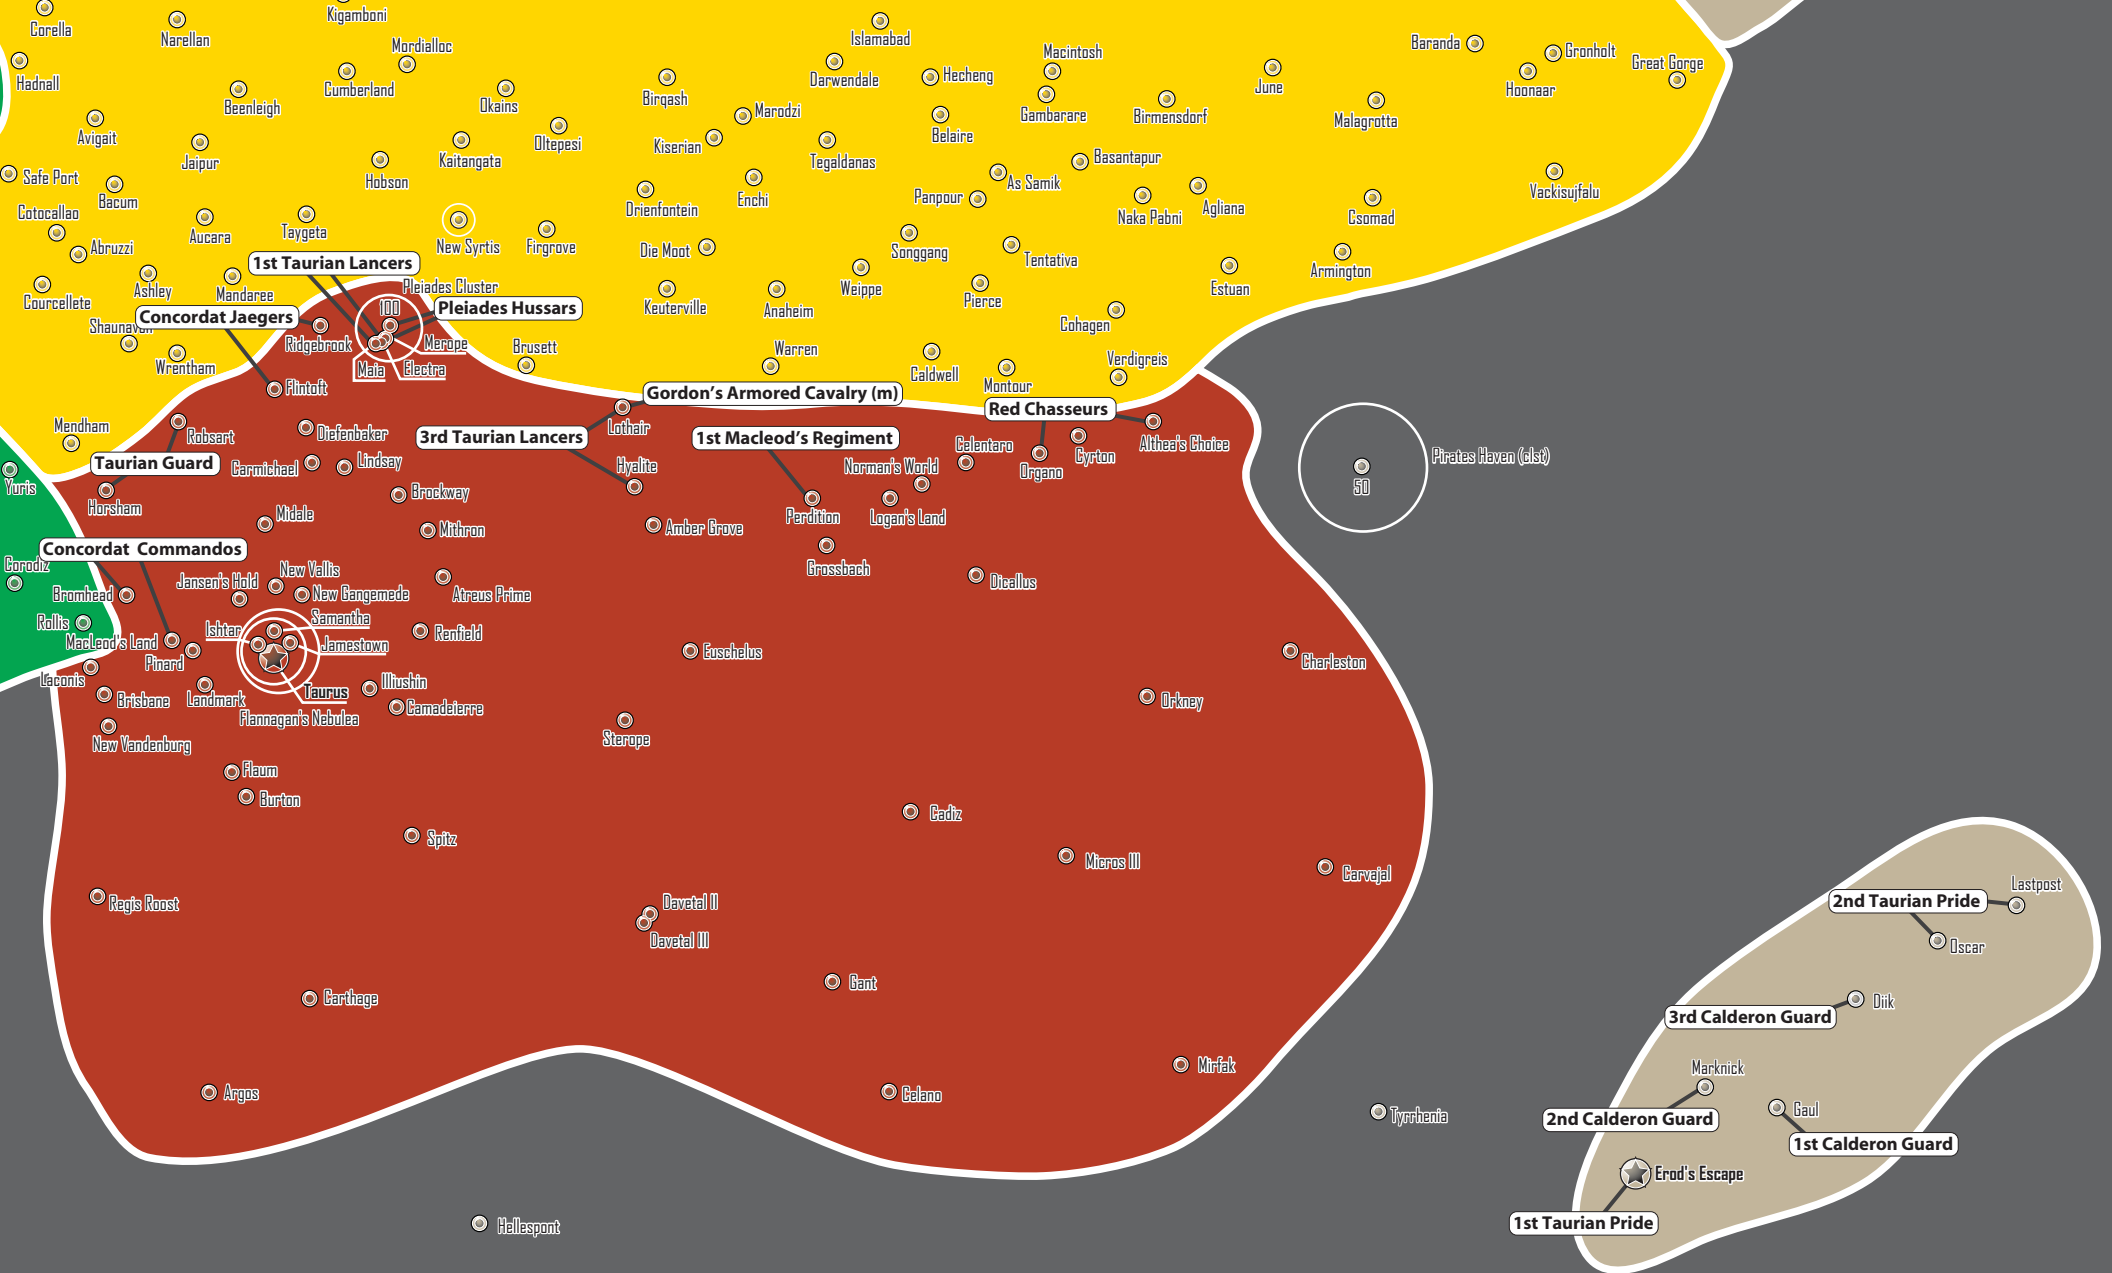 Corella
Narellan
Kigamboni
Mordialloc
Islamabad
Macintosh
Baranda
Gronholt
Great Gorge
Hadnall
Cumberland
Darwendale
Hecheng
June
Hoonaar
Beenleigh
Okains
Birqash
Marodzi
Gambarare
Birmensdorf
Malagrotta
Avigait
Jaipur
Kaitangata
Oltepesi
Kiserian
Tegaldanas
Belaire
Basantapur
Safe Port
Bacum
Hobson
Drienfontein
Enchi
Panpour
As Samik
Naka Pabni
Agliana
Csomad
Vackisujfalu
Cotocallao
Abruzzi
Aucara
Taygeta
New Syrtis
Firgrove
Die Moot
Songgang
Tentativa
Armington
1st Taurian Lancers
Courcellete
Ashley
Mandaree
Pleiades Cluster
Keuterville
Anaheim
Weippe
Pierce
Estuan
100
Pleiades Hussars
Concordat Jaegers
Shaunavon
Ridgebrook
Merope
Maia
Electra
Brusett
Warren
Cohagen
Verdigreis
Wrentham
Flintoft
Caldwell
Montour
Gordon's Armored Cavalry (m)
Red Chasseurs
Mendham
Robsart
Diefenbaker
3rd Taurian Lancers
Lothair
1st Macleod's Regiment
Celentaro
Organo
Cyrton
Althea's Choice
Pirates Haven (clst)
50
Taurian Guard
Carmichael
Lindsay
Hyalite
Norman's World
Yuris
Horsham
Brockway
Perdition
Logan's Land
Midale
Mithron
Amber Grove
Concordat Commandos
Grossbach
Corodiz
Jansen's Hold
New Vallis
New Gangemede
Atreus Prime
Dicallus
Bromhead
Rollis
Ishtar
Samantha
Jamestown
Renfield
MacLeod's Land
Pinard
Euschelus
Charleston
Laconis
Brisbane
Landmark
Taurus
Illiushin
Camadeierre
Orkney
Flannagan's Nebulea
New Vandenburg
Sterope
Flaum
Burton
Spitz
Cadiz
Micros III
Carvajal
Regis Roost
Davetal II
Davetal III
2nd Taurian Pride
Lastpost
Oscar
Carthage
Gant
3rd Calderon Guard
Diik
Argos
Celano
Mirfak
Tyrrhenia
Marknick
2nd Calderon Guard
Gaul
1st Calderon Guard
Erod's Escape
1st Taurian Pride
Hellespont